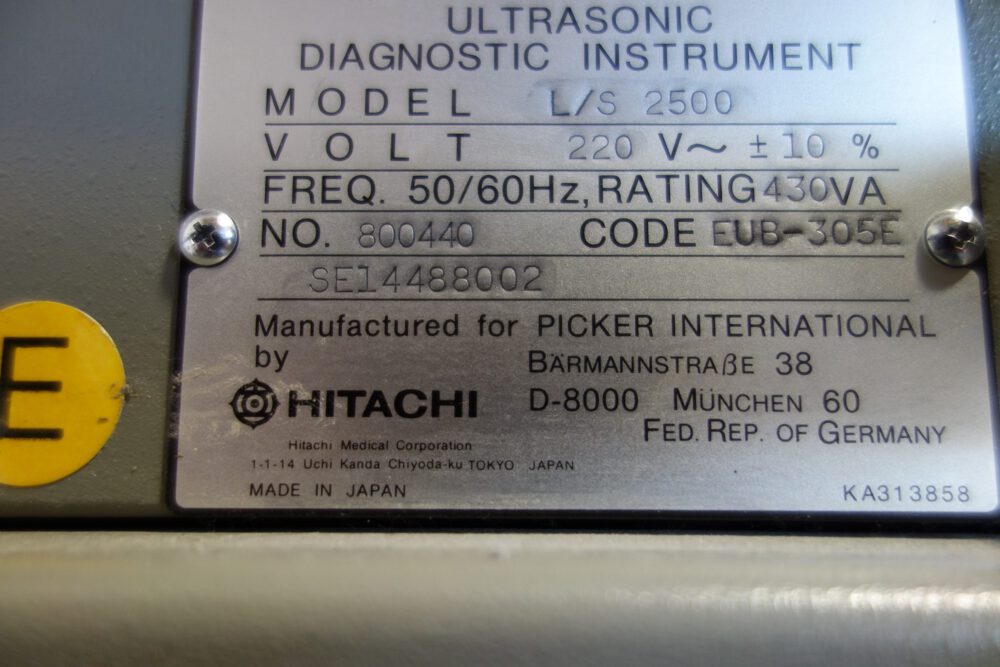 ULTRASONIC
DIAGNOSTIC INSTRUMENT
MODEL L/S 2500
VOLT 220 V~ ±10 %
FREQ. 50/60Hz, RATING 430VA
NO. 800440 CODE EUB-305E
SE14488002
Manufactured for PICKER INTERNATIONAL
by BÄRMANNSTRAßE 38
HITACHI D-8000 MÜNCHEN 60
FED. REP. OF GERMANY
Hitachi Medical Corporation
1-1-14 Uchi Kanda Chiyoda-ku TOKYO JAPAN
MADE IN JAPAN KA313858
E